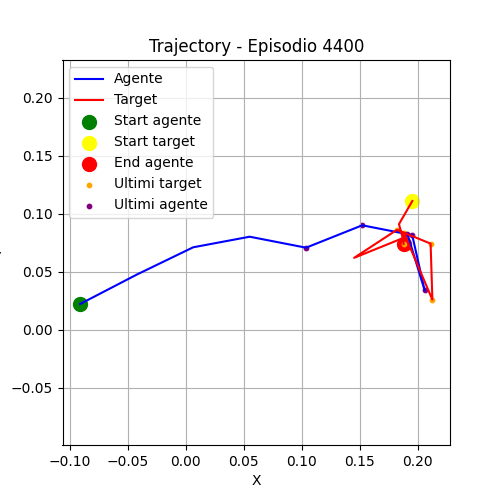 Trajectory - Episodio 4400
Agente
Target
Start agente
Start target
End agente
Ultimi target
Ultimi agente
0.20
0.15
0.10
0.05
0.00
−0.05
−0.10 −0.05 0.00 0.05 0.10 0.15 0.20
X